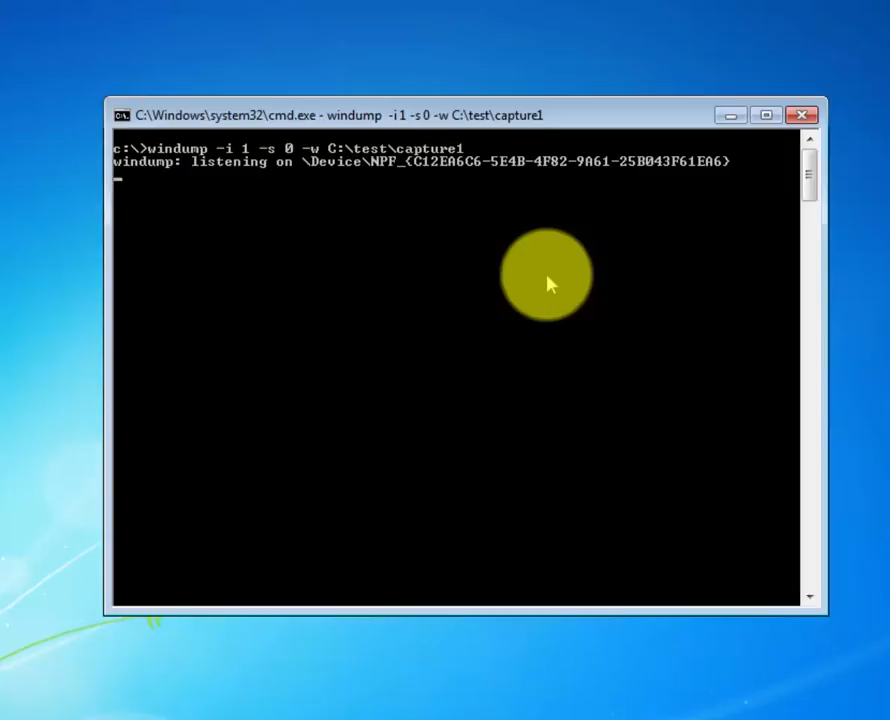 C:\Windows\system32\cmd.exe - windump -i 1 -s 0 -w C:\test\capture1
c:\>windump -i 1 -s 0 -w C:\test\capture1
windump: listening on \Device\NPF_{C12EA6C6-5E4B-4F82-9A61-25B043F61EA6}